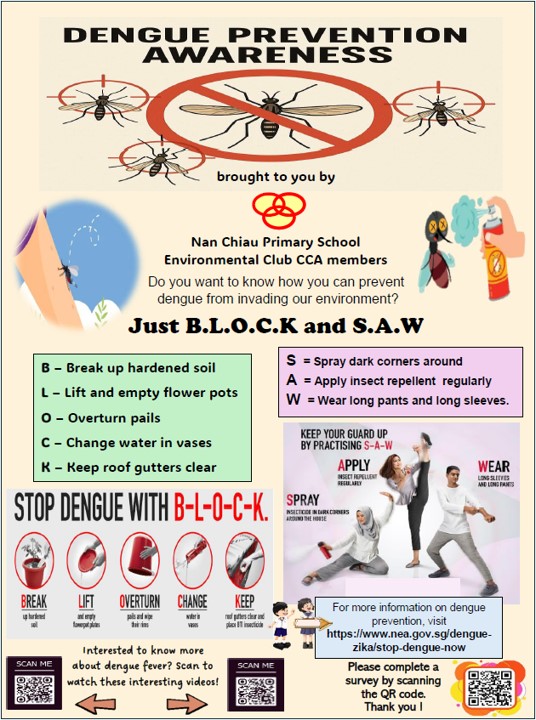 DENGUE PREVENTION
AWARENESS
brought to you by
Nan Chiau Primary School
Environmental Club CCA members
Do you want to know how you can prevent
dengue from invading our environment?
Just B.L.O.C.K and S.A.W
B – Break up hardened soil
L – Lift and empty flower pots
O – Overturn pails
C – Change water in vases
K – Keep roof gutters clear
S = Spray dark corners around
A = Apply insect repellent regularly
W = Wear long pants and long sleeves.
KEEP YOUR GUARD UP
BY PRACTISING S-A-W
APPLY
INSECT REPELLENT
REGULARLY
WEAR
LONG SLEEVES
AND LONG PANTS
SPRAY
INSECTICIDE IN DARK CORNERS
AROUND THE HOUSE
STOP DENGUE WITH B-L-O-C-K.
BREAK
up hardened
soil
LIFT
and empty
flowerpot plates
OVERTURN
pails and wipe
their rims
CHANGE
water in
vases
KEEP
roof gutters clear and
place BTI insecticide
For more information on dengue
prevention, visit
https://www.nea.gov.sg/dengue-
zika/stop-dengue-now
Interested to know more
about dengue fever? Scan to
watch these interesting videos!
SCAN ME
SCAN ME
Please complete a
survey by scanning
the QR code.
Thank you !